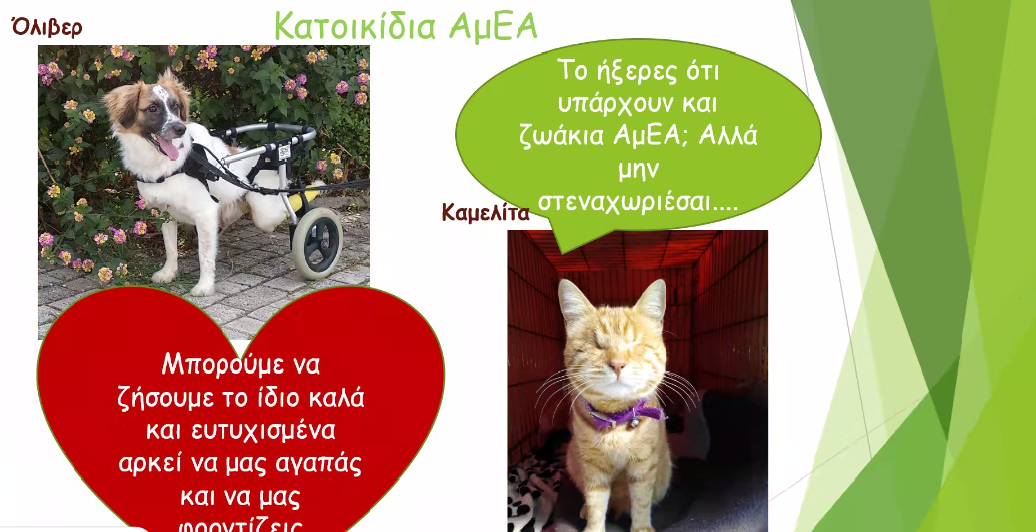 Όλιβερ
Κατοικίδια ΑμΕΑ
Το ήξερες ότι
υπάρχουν και
ζωάκια ΑμΕΑ; Αλλά
μην
στεναχωριέσαι....
Καμελίτα
Μπορούμε να
ζήσουμε το ίδιο καλά
και ευτυχισμένα
αρκεί να μας αγαπάς
και να μας
φροντίζεις